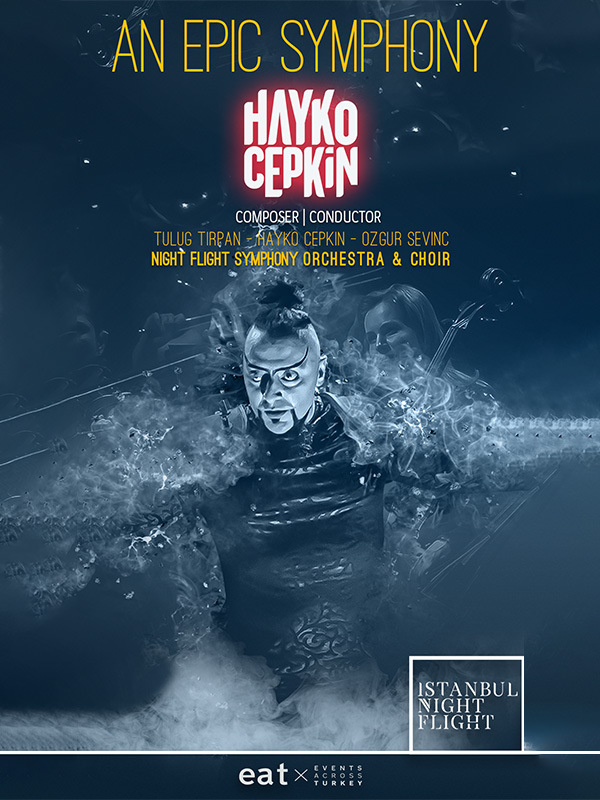 AN EPIC SYMPHONY
HAYKO
CEPKiN
COMPOSER | CONDUCTOR
TULUG TIRPAN - HAYKO CEPKIN - OZGUR SEVINC
NIGHT FLIGHT SYMPHONY ORCHESTRA & CHOIR
ISTANBUL
NIGHT
FLIGHT
eat × EVENTS
ACROSS
TURKEY